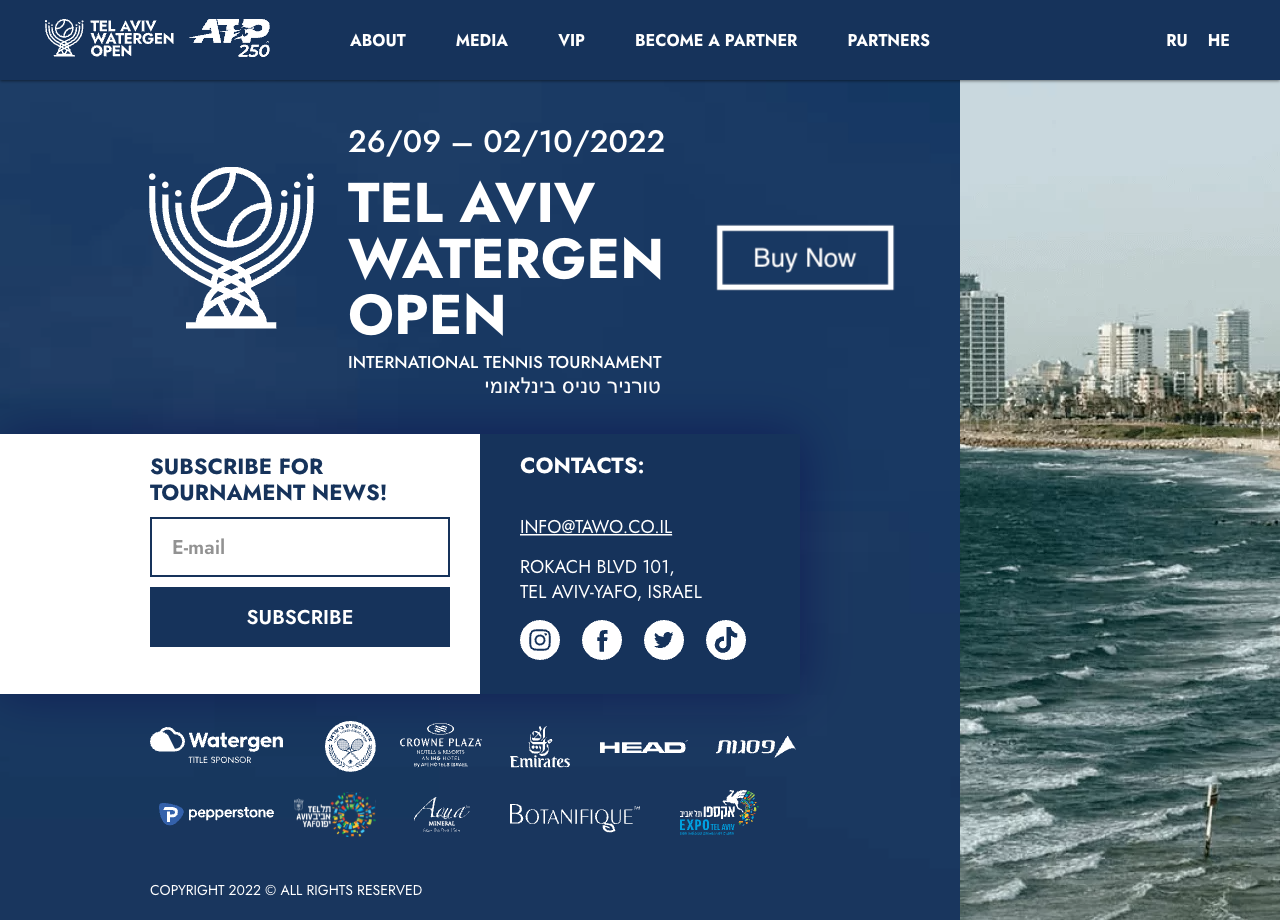 TEL AVIV
WATERGEN
OPEN
ATP
250
ABOUT MEDIA VIP BECOME A PARTNER PARTNERS
RU HE
26/09 – 02/10/2022
TEL AVIV
WATERGEN
OPEN
Buy Now
INTERNATIONAL TENNIS TOURNAMENT
טורניר טניס בינלאומי
SUBSCRIBE FOR
TOURNAMENT NEWS!
E-mail
SUBSCRIBE
CONTACTS:
INFO@TAWO.CO.IL
ROKACH BLVD 101,
TEL AVIV-YAFO, ISRAEL
Watergen
TITLE SPONSOR
CROWNE PLAZA
HOTELS & RESORTS
AN IHG HOTEL
Emirates
HEAD
פסגות
pepperstone
תל אביב יפו
TEL AVIV YAFO
Aqua
MINERAL
BOTANIFIQUE™
אקספו תל אביב
EXPO TEL AVIV
COPYRIGHT 2022 © ALL RIGHTS RESERVED